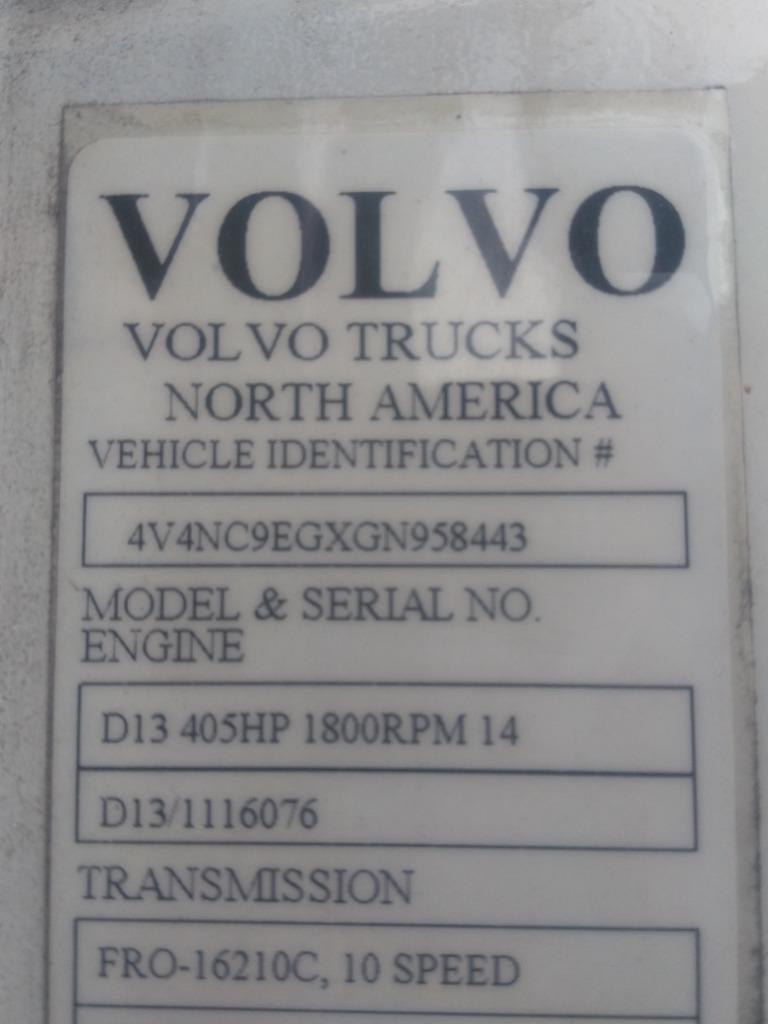 VOLVO
VOLVO TRUCKS
NORTH AMERICA
VEHICLE IDENTIFICATION #
4V4NC9EGXGN958443
MODEL & SERIAL NO.
ENGINE
D13 405HP 1800RPM 14
D13/1116076
TRANSMISSION
FRO-16210C, 10 SPEED